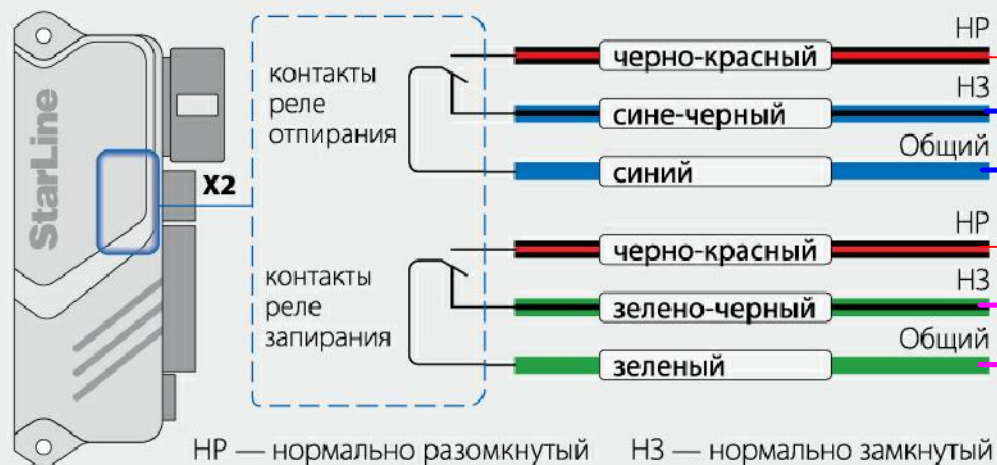 StarLine
X2
контакты
реле
отпирания
черно-красный
НР
сине-черный
НЗ
синий
Общий
контакты
реле
запирания
черно-красный
НР
зелено-черный
НЗ
зеленый
Общий
НР — нормально разомкнутый НЗ — нормально замкнутый